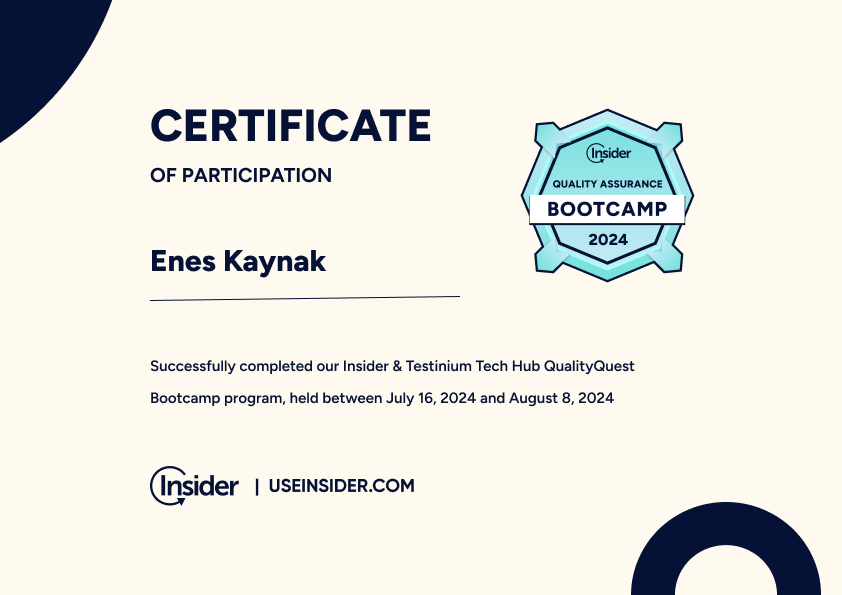 CERTIFICATE
OF PARTICIPATION
Insider
QUALITY ASSURANCE
BOOTCAMP
2024
Enes Kaynak
Successfully completed our Insider & Testinium Tech Hub QualityQuest
Bootcamp program, held between July 16, 2024 and August 8, 2024
Insider | USEINSIDER.COM